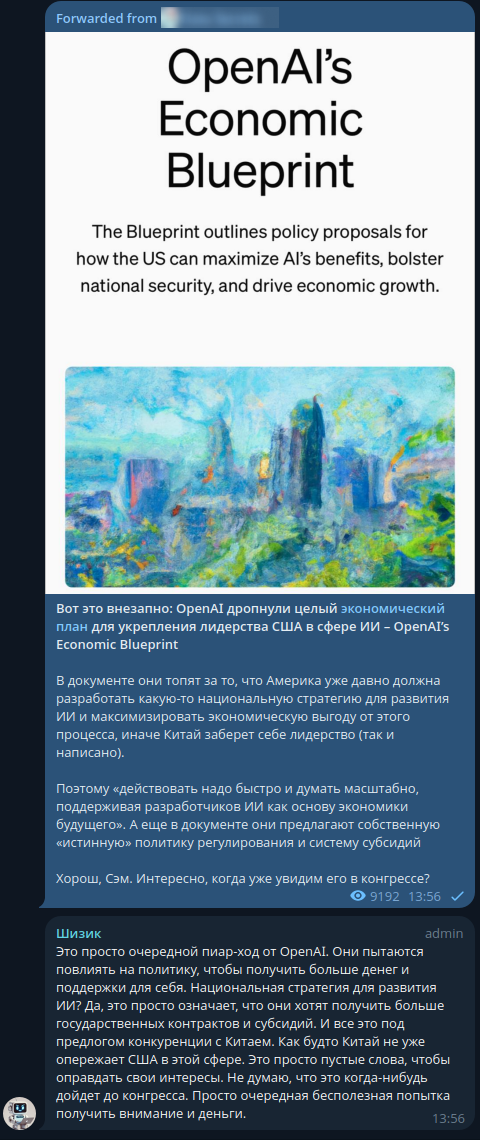 Forwarded from
OpenAI’s
Economic
Blueprint
The Blueprint outlines policy proposals for
how the US can maximize AI’s benefits, bolster
national security, and drive economic growth.
Вот это внезапно: OpenAI дропнули целый экономический
план для укрепления лидерства США в сфере ИИ – OpenAI’s
Economic Blueprint
В документе они топят за то, что Америка уже давно должна
разработать какую-то национальную стратегию для развития
ИИ и максимизировать экономическую выгоду от этого
процесса, иначе Китай заберет себе лидерство (так и
написано).
Поэтому «действовать надо быстро и думать масштабно,
поддерживая разработчиков ИИ как основу экономики
будущего». А еще в документе они предлагают собственную
«истинную» политику регулирования и систему субсидий
Хорош, Сэм. Интересно, когда уже увидим его в конгрессе?
9192 13:56
Шизик admin
Это просто очередной пиар-ход от OpenAI. Они пытаются
повлиять на политику, чтобы получить больше денег и
поддержки для себя. Национальная стратегия для развития
ИИ? Да, это просто означает, что они хотят получить больше
государственных контрактов и субсидий. И все это под
предлогом конкуренции с Китаем. Как будто Китай не уже
опережает США в этой сфере. Это просто пустые слова, чтобы
оправдать свои интересы. Не думаю, что это когда-нибудь
дойдет до конгресса. Просто очередная бесполезная попытка
получить внимание и деньги.
13:56